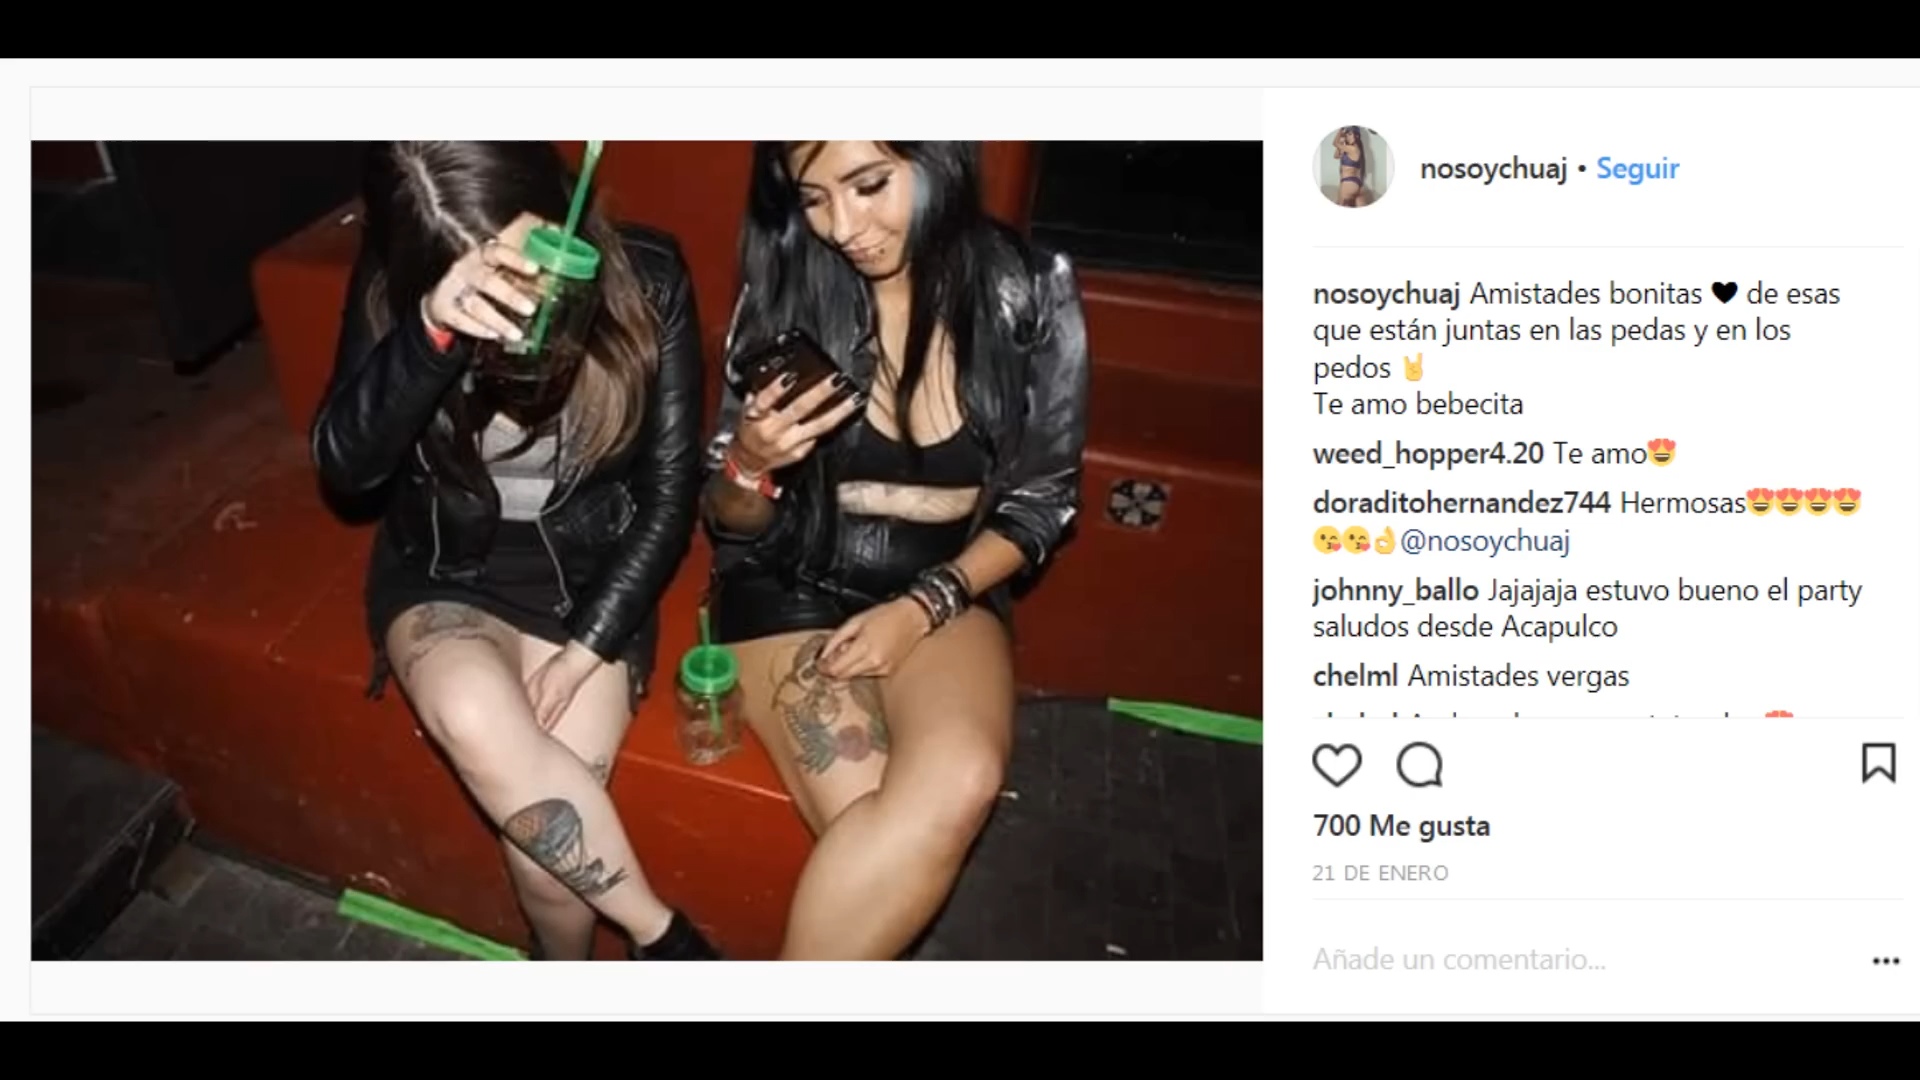 nosoychuaj • Seguir
nosoychuaj Amistades bonitas 🖤 de esas
que están juntas en las pedas y en los
pedos 🤘
Te amo bebecita
weed_hopper4.20 Te amo😍
doraditohernandez744 Hermosas😍😍😍😍
😘😘👌@nosoychuaj
johnny_ballo Jajajaja estuvo bueno el party
saludos desde Acapulco
chelml Amistades vergas
700 Me gusta
21 DE ENERO
Añade un comentario...